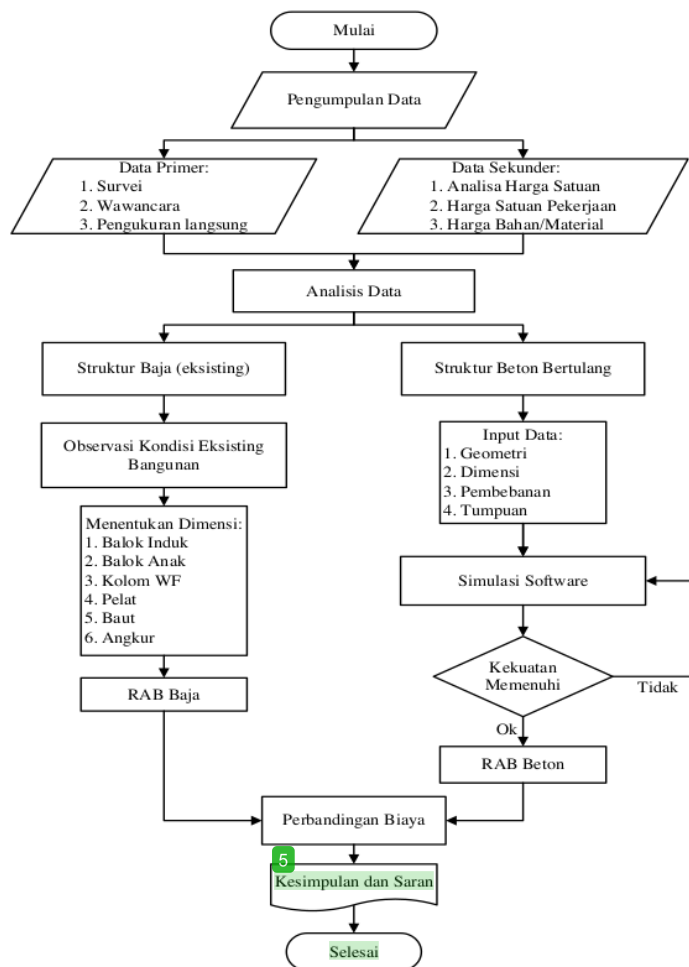 Mulai
Pengumpulan Data
Data Primer:
1. Survei
2. Wawancara
3. Pengukuran langsung
Data Sekunder:
1. Analisa Harga Satuan
2. Harga Satuan Pekerjaan
3. Harga Bahan/Material
Analisis Data
Struktur Baja (eksisting)
Struktur Beton Bertulang
Observasi Kondisi Eksisting
Bangunan
Input Data:
1. Geometri
2. Dimensi
3. Pembebanan
4. Tumpuan
Menentukan Dimensi:
1. Balok Induk
2. Balok Anak
3. Kolom WF
4. Pelat
5. Baut
6. Angkur
Simulasi Software
Kekuatan
Memenuhi
Tidak
Ok
RAB Baja
RAB Beton
Perbandingan Biaya
5
Kesimpulan dan Saran
Selesai